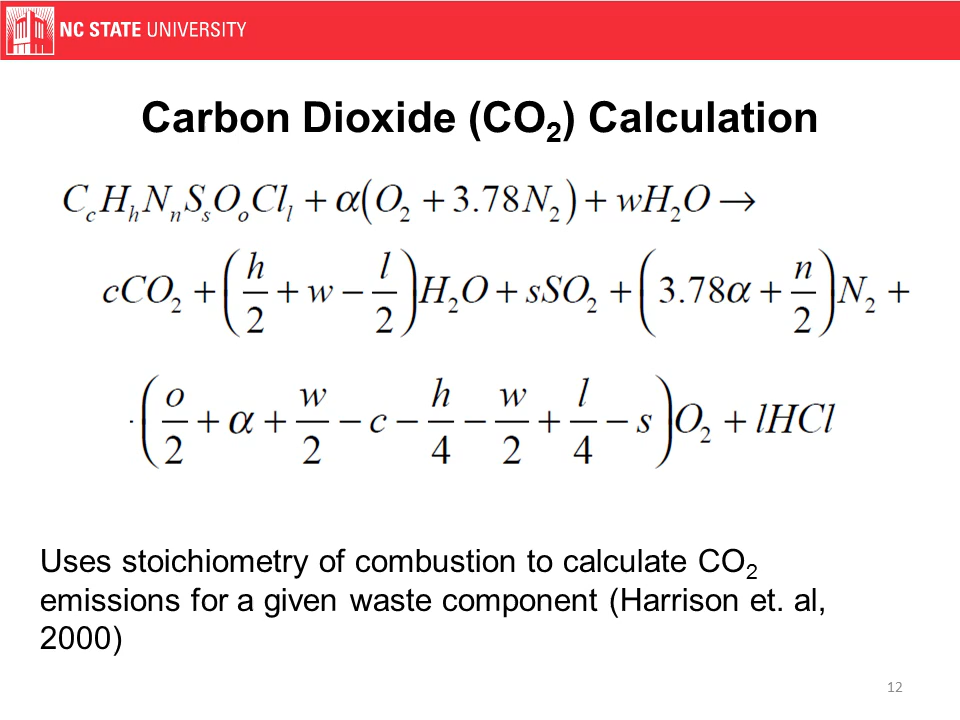 NC STATE UNIVERSITY
Carbon Dioxide (CO₂) Calculation
C_cH_hN_nS_sO_oCl_l + α(O₂ + 3.78N₂) + wH₂O →
cCO₂ + (h/2 + w − l/2)H₂O + sSO₂ + (3.78α + n/2)N₂ +
·(o/2 + α + w/2 − c − h/4 − w/2 + l/4 − s)O₂ + lHCl
Uses stoichiometry of combustion to calculate CO₂
emissions for a given waste component (Harrison et. al,
2000)
12